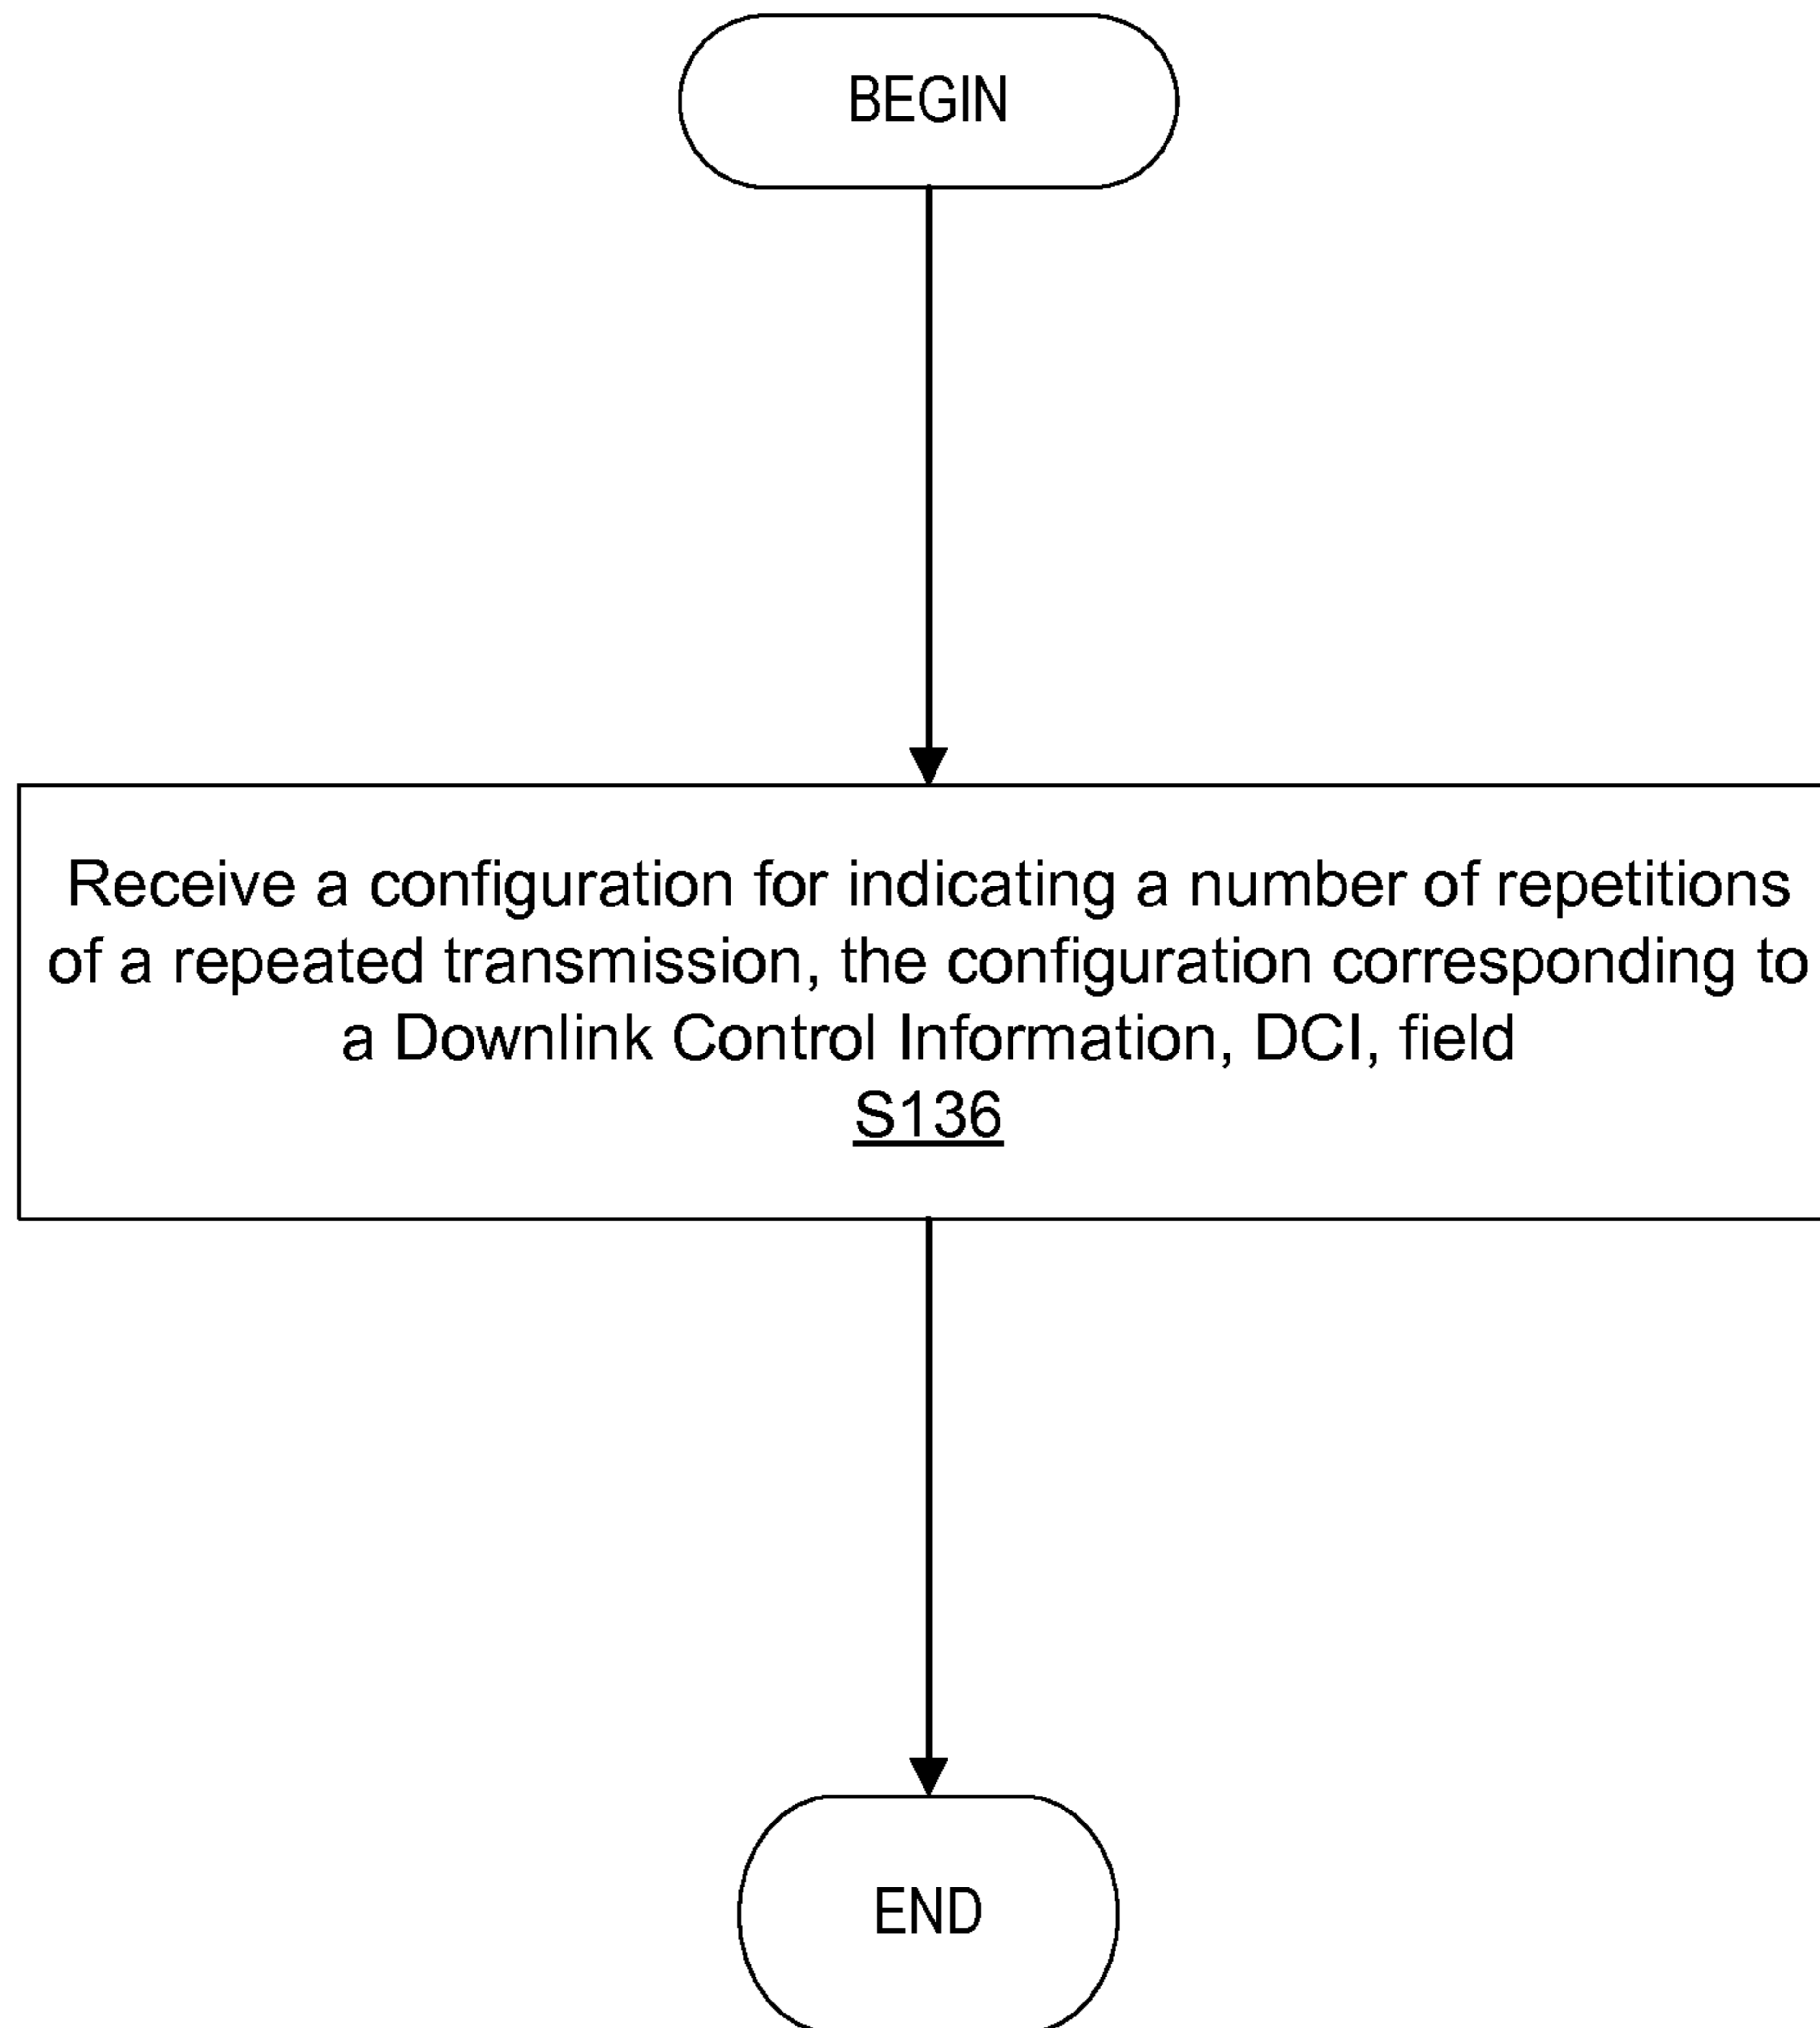 BEGIN
Receive a configuration for indicating a number of repetitions
of a repeated transmission, the configuration corresponding to
a Downlink Control Information, DCI, field
S136
END